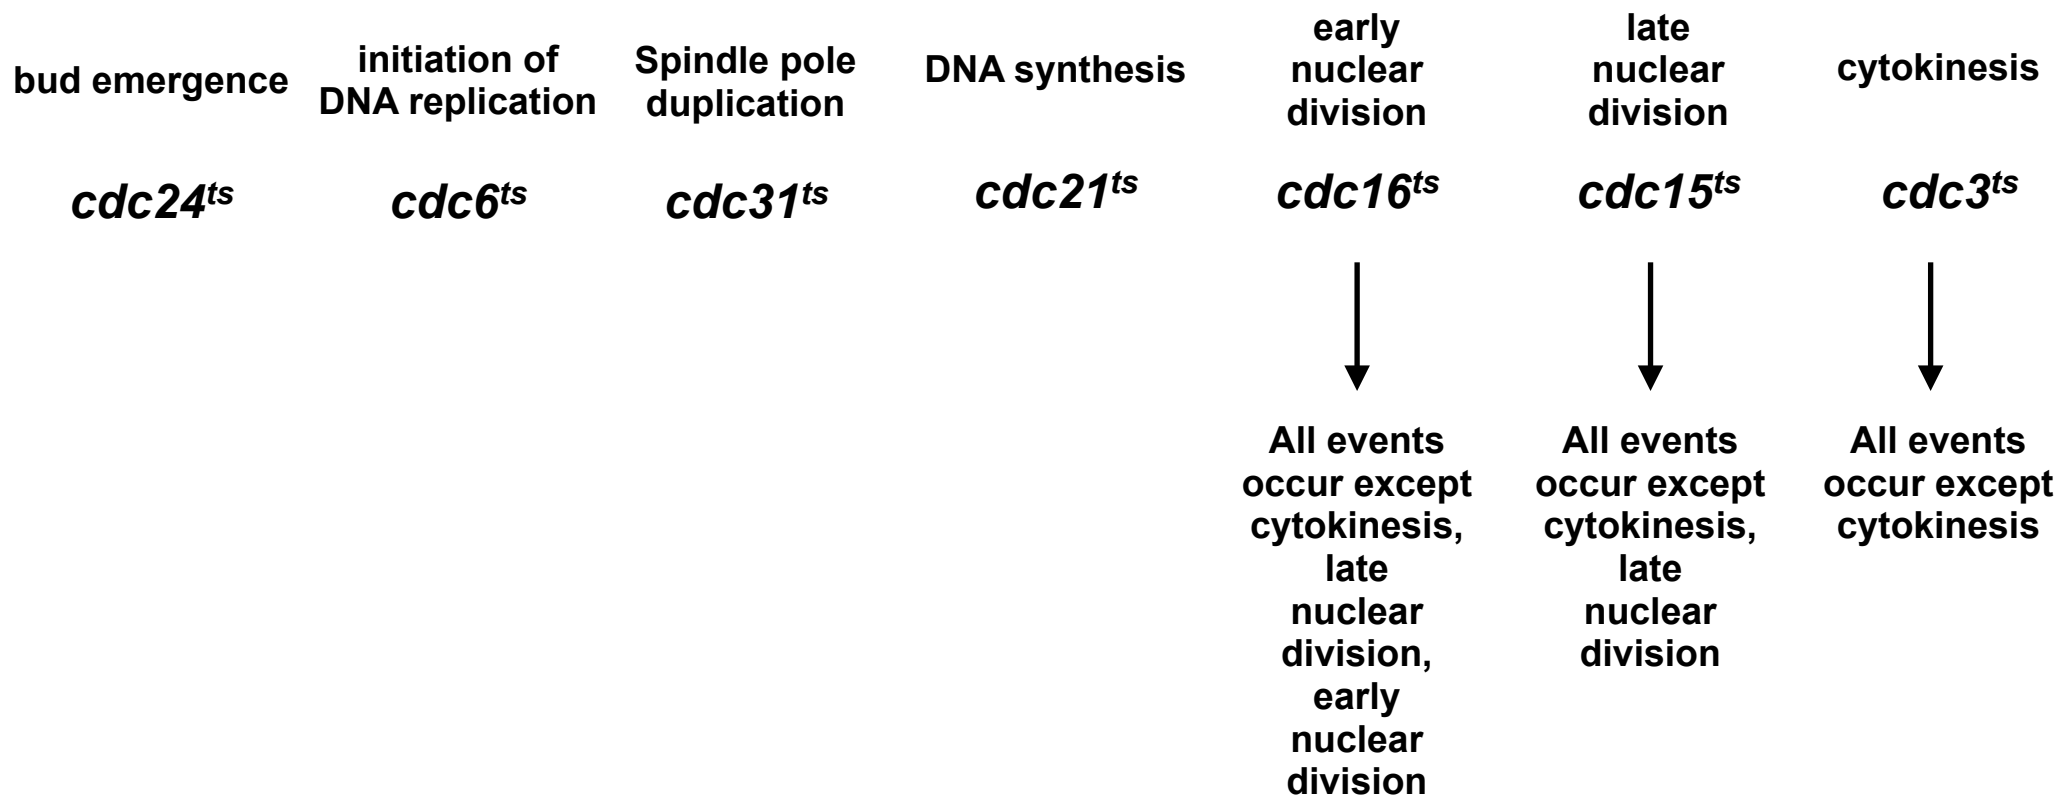 bud emergence
initiation of
DNA replication
Spindle pole
duplication
DNA synthesis
early
nuclear
division
late
nuclear
division
cytokinesis
cdc24ts
cdc6ts
cdc31ts
cdc21ts
cdc16ts
cdc15ts
cdc3ts
All events
occur except
cytokinesis,
late
nuclear
division,
early
nuclear
division
All events
occur except
cytokinesis,
late
nuclear
division
All events
occur except
cytokinesis